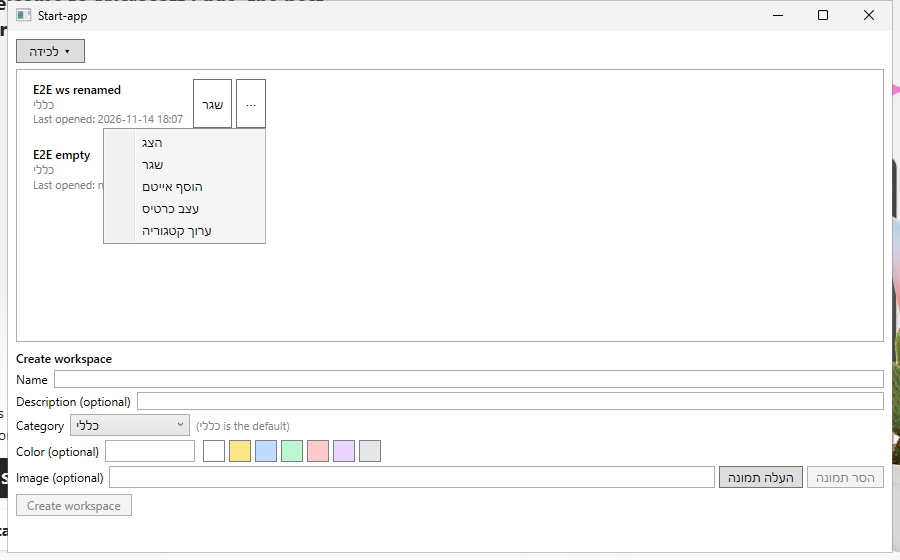 Start-app
לכידה ▾
E2E ws renamed
כללי
Last opened: 2026-11-14 18:07
שגר
...
E2E empty
כללי
Last opened:
הצג
שגר
הוסף אייטם
עצב כרטיס
ערוך קטגוריה
Create workspace
Name
Description (optional)
Category כללי (כללי is the default)
Color (optional)
Image (optional) העלה תמונה הסר תמונה
Create workspace